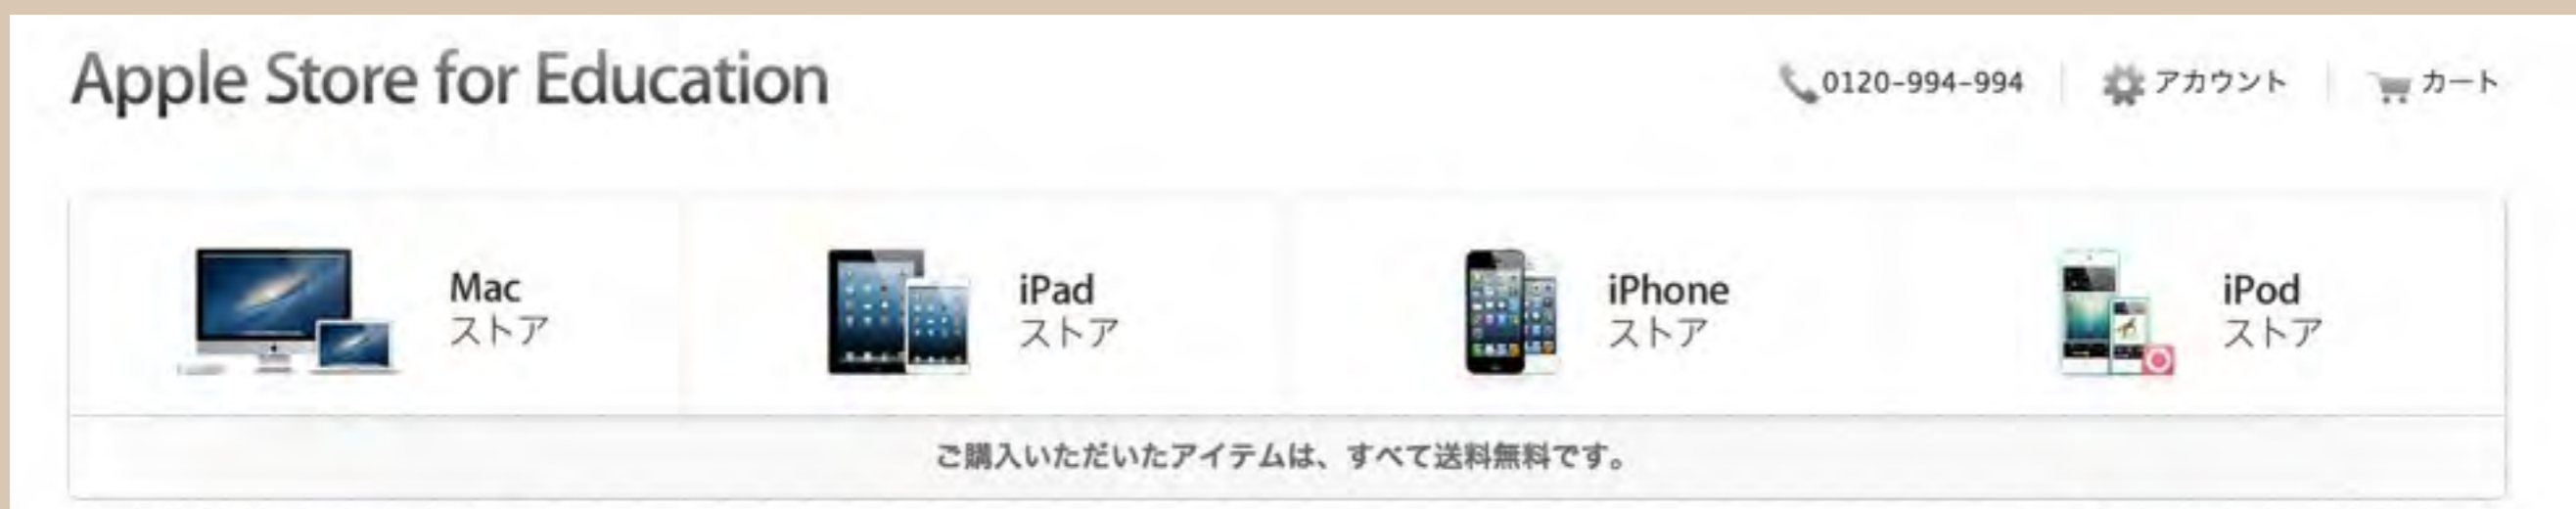 Apple Store for Education
0120-994-994
アカウント
カート
Mac
ストア
iPad
ストア
iPhone
ストア
iPod
ストア
ご購入いただいたアイテムは、すべて送料無料です。